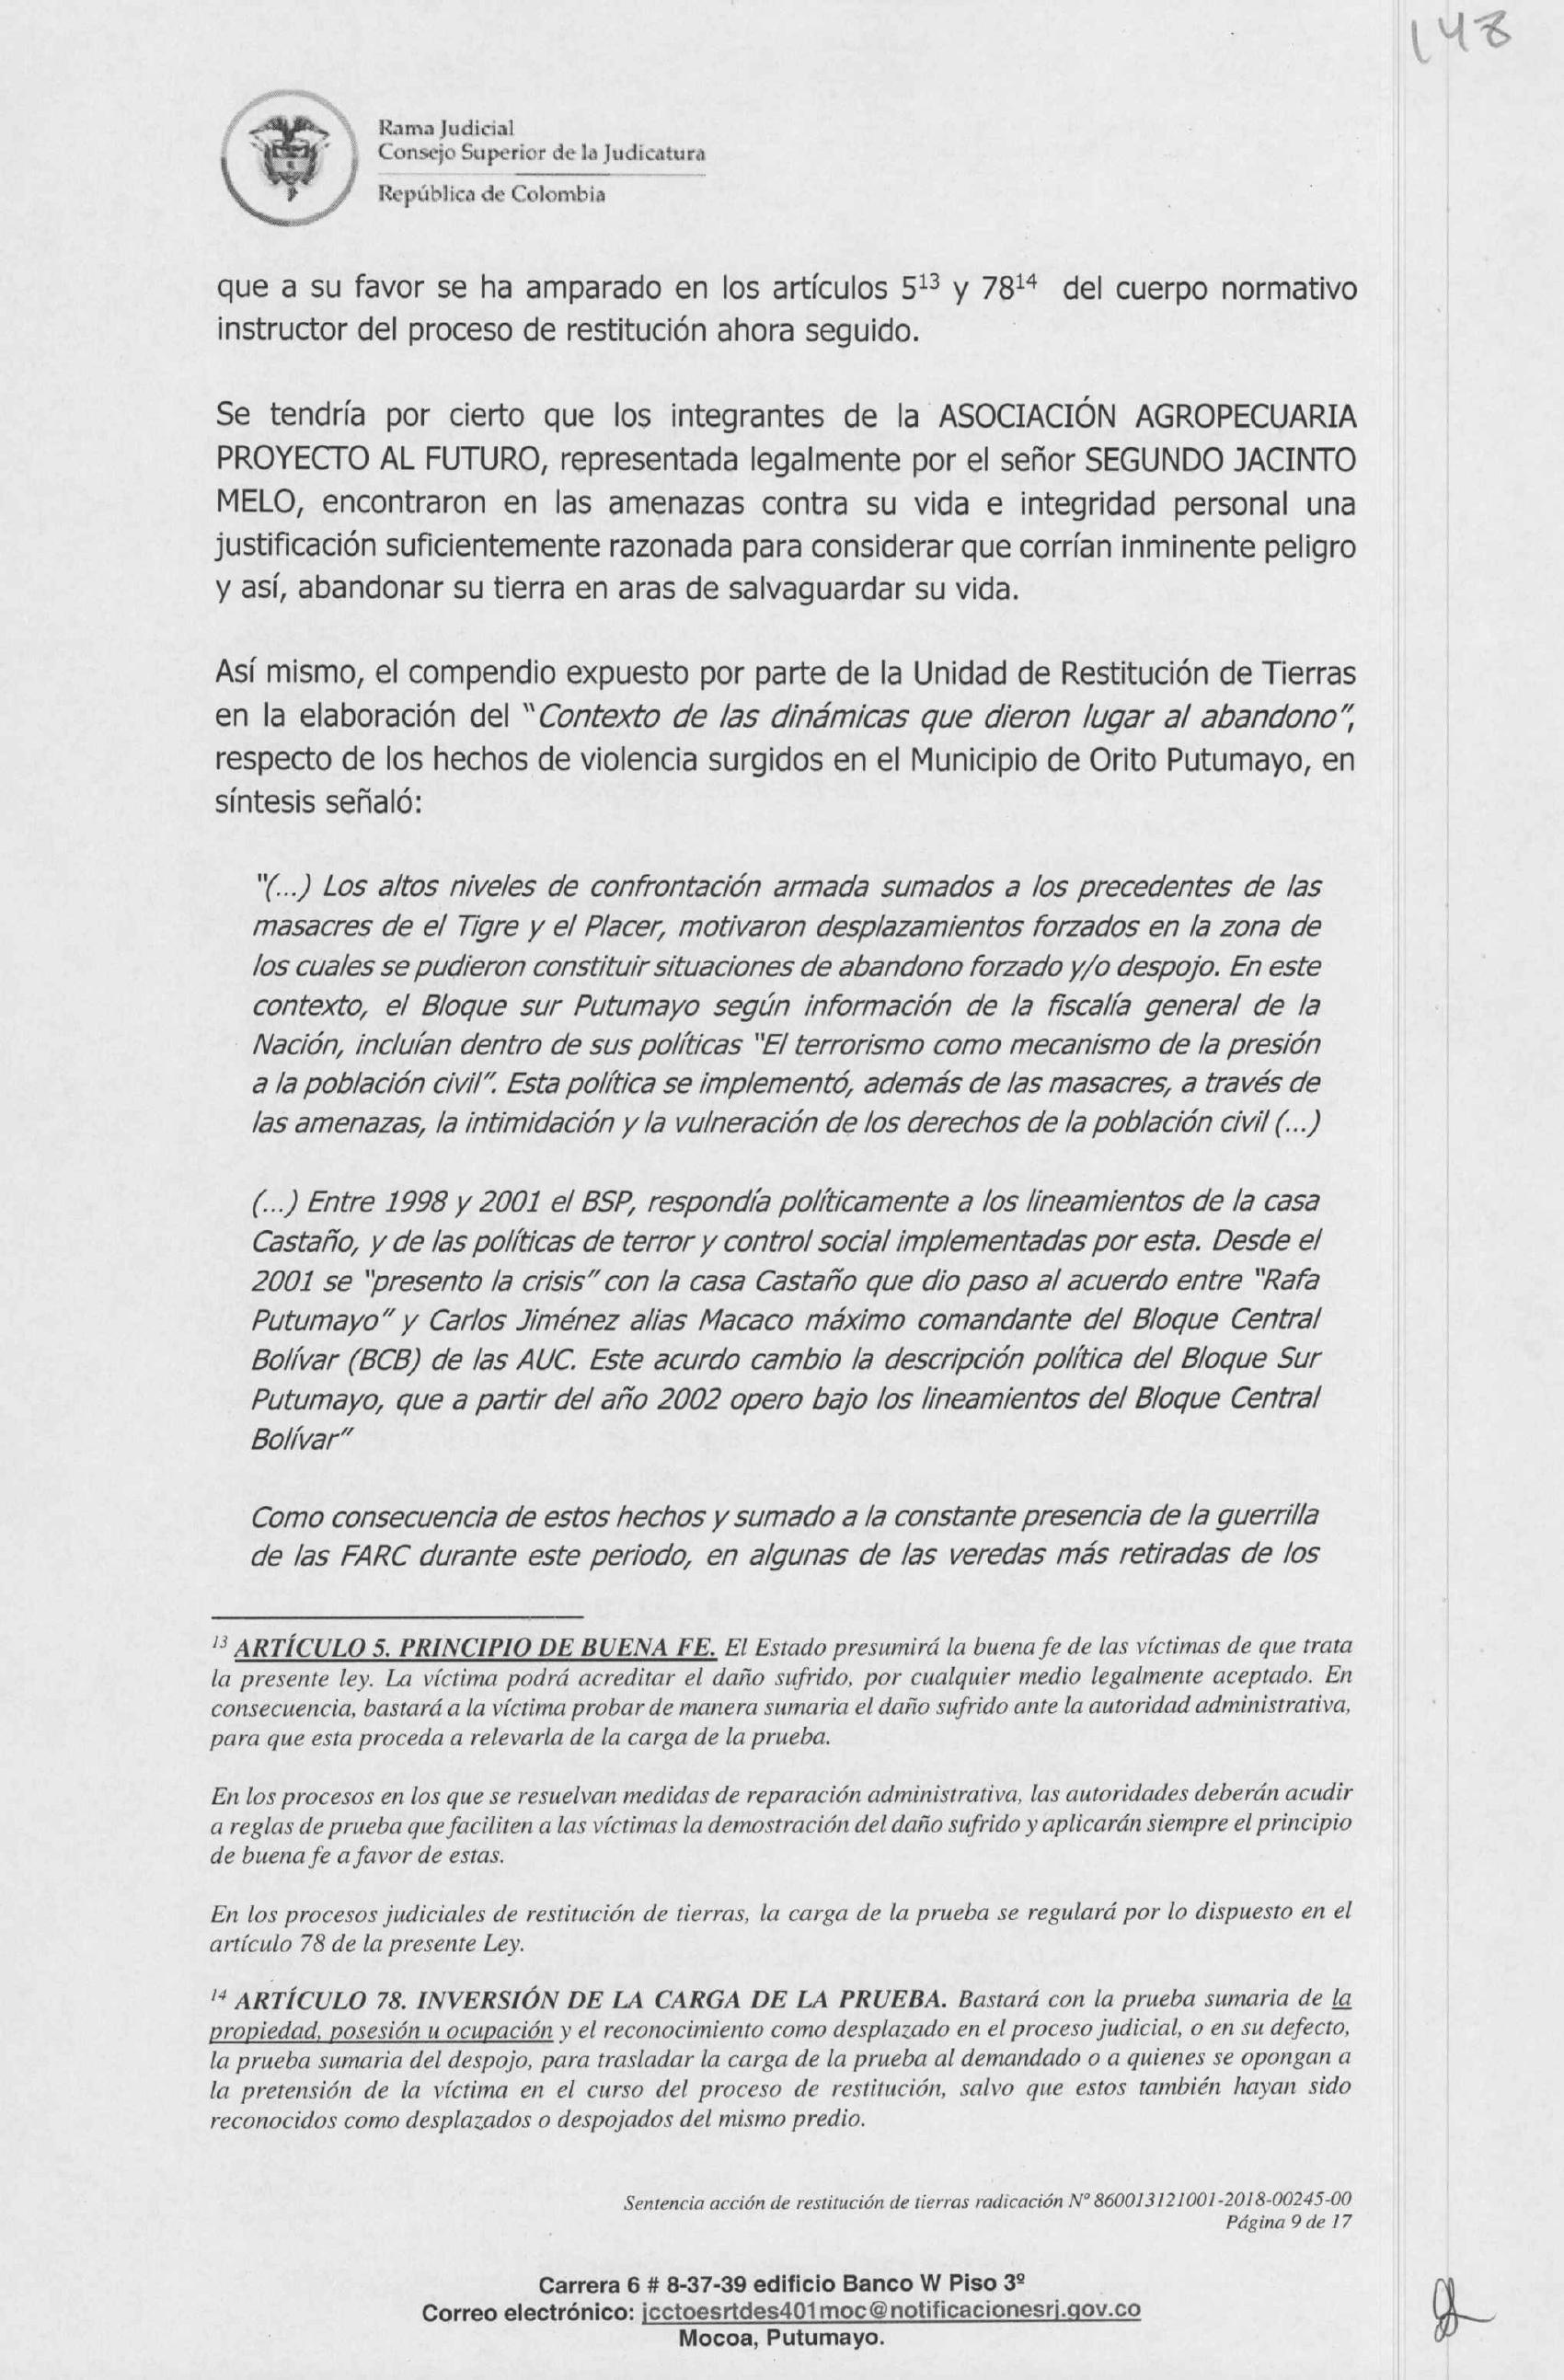 148
Rama Judicial
Consejo Superior de la Judicatura
República de Colombia
que a su favor se ha amparado en los artículos 5¹³ y 78¹⁴ del cuerpo normativo
instructor del proceso de restitución ahora seguido.
Se tendría por cierto que los integrantes de la ASOCIACIÓN AGROPECUARIA
PROYECTO AL FUTURO, representada legalmente por el señor SEGUNDO JACINTO
MELO, encontraron en las amenazas contra su vida e integridad personal una
justificación suficientemente razonada para considerar que corrían inminente peligro
y así, abandonar su tierra en aras de salvaguardar su vida.
Así mismo, el compendio expuesto por parte de la Unidad de Restitución de Tierras
en la elaboración del "Contexto de las dinámicas que dieron lugar al abandono",
respecto de los hechos de violencia surgidos en el Municipio de Orito Putumayo, en
síntesis señaló:
"(...) Los altos niveles de confrontación armada sumados a los precedentes de las
masacres de el Tigre y el Placer, motivaron desplazamientos forzados en la zona de
los cuales se pudieron constituir situaciones de abandono forzado y/o despojo. En este
contexto, el Bloque sur Putumayo según información de la fiscalía general de la
Nación, incluían dentro de sus políticas "El terrorismo como mecanismo de la presión
a la población civil". Esta política se implementó, además de las masacres, a través de
las amenazas, la intimidación y la vulneración de los derechos de la población civil (...)
(...) Entre 1998 y 2001 el BSP, respondía políticamente a los lineamientos de la casa
Castaño, y de las políticas de terror y control social implementadas por esta. Desde el
2001 se "presento la crisis" con la casa Castaño que dio paso al acuerdo entre "Rafa
Putumayo" y Carlos Jiménez alias Macaco máximo comandante del Bloque Central
Bolívar (BCB) de las AUC. Este acurdo cambio la descripción política del Bloque Sur
Putumayo, que a partir del año 2002 opero bajo los lineamientos del Bloque Central
Bolívar"
Como consecuencia de estos hechos y sumado a la constante presencia de la guerrilla
de las FARC durante este periodo, en algunas de las veredas más retiradas de los
¹³ ARTÍCULO 5. PRINCIPIO DE BUENA FE. El Estado presumirá la buena fe de las víctimas de que trata
la presente ley. La víctima podrá acreditar el daño sufrido, por cualquier medio legalmente aceptado. En
consecuencia, bastará a la víctima probar de manera sumaria el daño sufrido ante la autoridad administrativa,
para que esta proceda a relevarla de la carga de la prueba.
En los procesos en los que se resuelvan medidas de reparación administrativa, las autoridades deberán acudir
a reglas de prueba que faciliten a las víctimas la demostración del daño sufrido y aplicarán siempre el principio
de buena fe a favor de estas.
En los procesos judiciales de restitución de tierras, la carga de la prueba se regulará por lo dispuesto en el
artículo 78 de la presente Ley.
¹⁴ ARTÍCULO 78. INVERSIÓN DE LA CARGA DE LA PRUEBA. Bastará con la prueba sumaria de la
propiedad, posesión u ocupación y el reconocimiento como desplazado en el proceso judicial, o en su defecto,
la prueba sumaria del despojo, para trasladar la carga de la prueba al demandado o a quienes se opongan a
la pretensión de la víctima en el curso del proceso de restitución, salvo que estos también hayan sido
reconocidos como desplazados o despojados del mismo predio.
Sentencia acción de restitución de tierras radicación N° 860013121001-2018-00245-00
Página 9 de 17
Carrera 6 # 8-37-39 edificio Banco W Piso 3º
Correo electrónico: jcctoesrtdes401moc@notificacionesrj.gov.co
Mocoa, Putumayo.